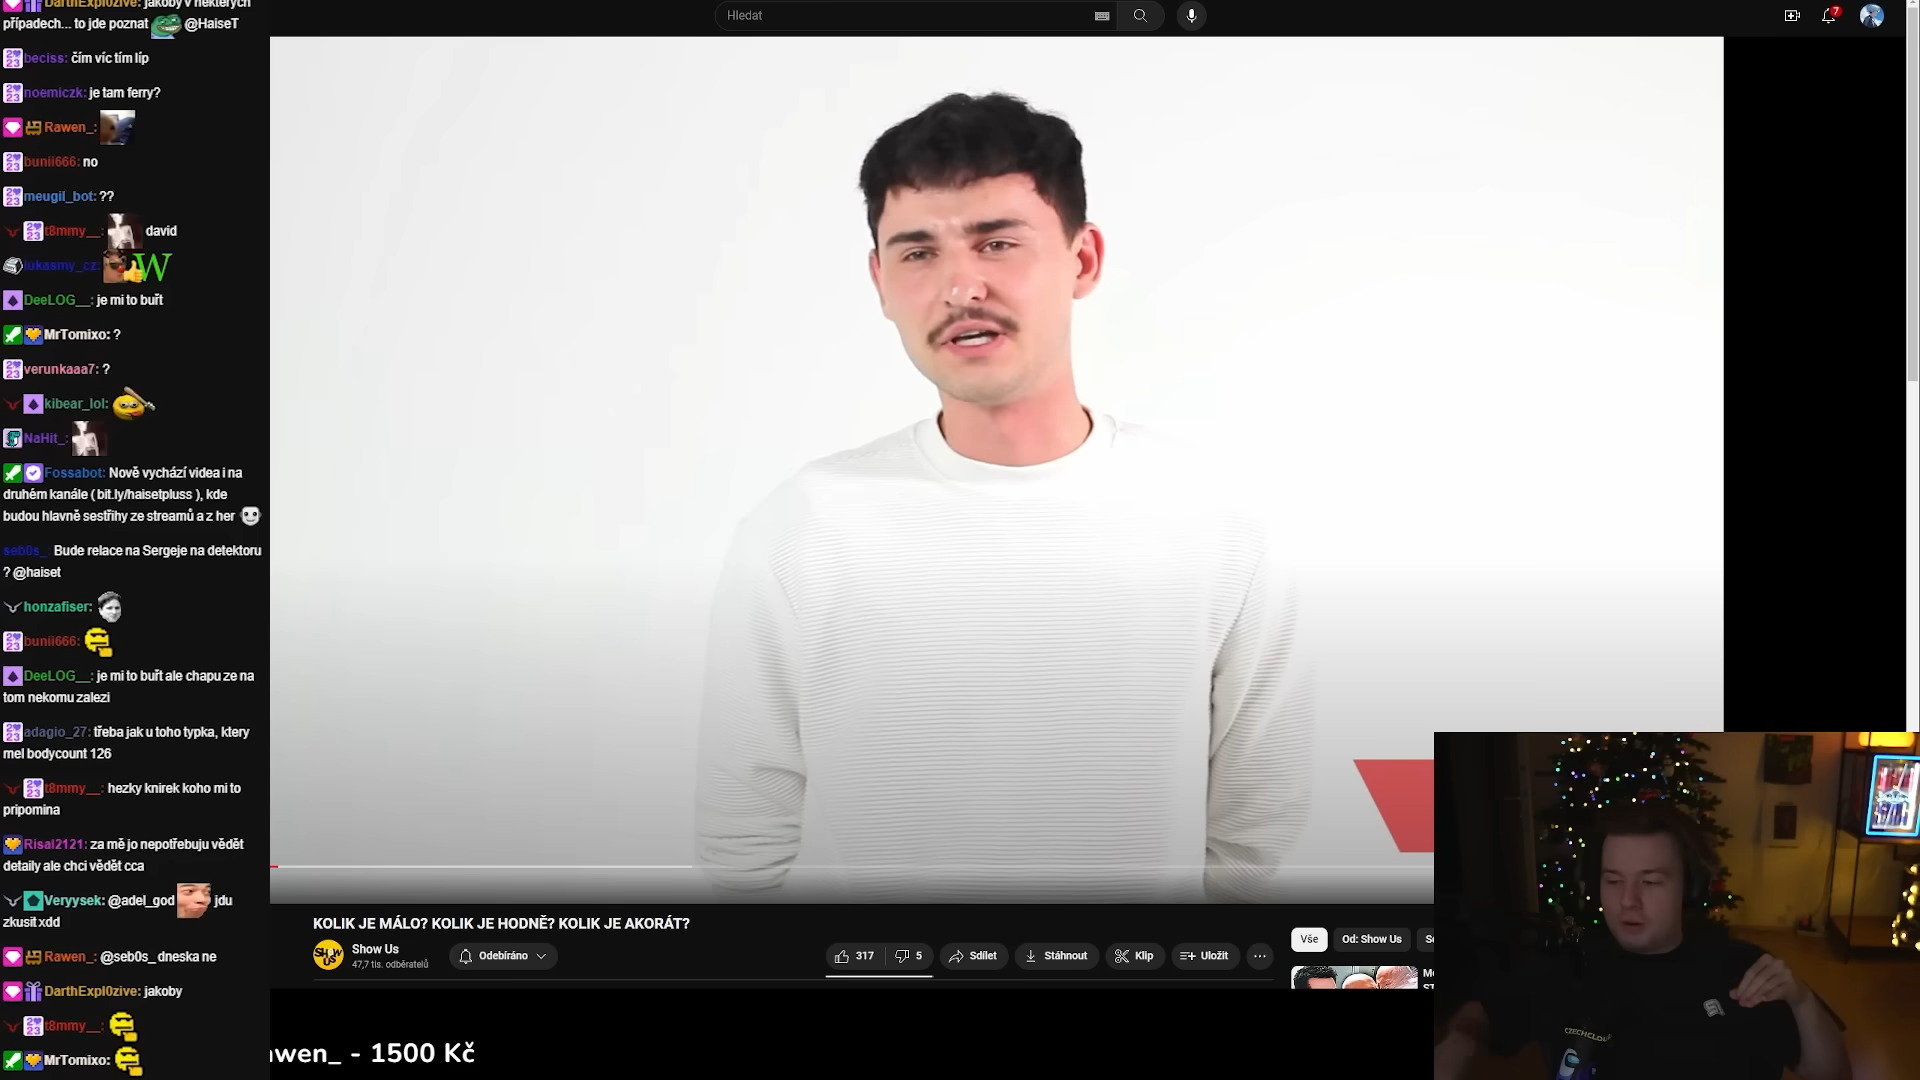 DarthExpl0zive: jakoby v některých
případech... to jde poznat @HaiseT
beciss: čím víc tím líp
noemiczk: je tam ferry?
Rawen_:
bunii666: no
meugil_bot: ??
t8mmy__: david
lukasmy_cz: W
DeeLOG__: je mi to buřt
MrTomixo: ?
verunkaaa7: ?
kibear_lol:
NaHit_:
Fossabot: Nově vychází videa i na
druhém kanále ( bit.ly/haisetpluss ), kde
budou hlavně sestřihy ze streamů a z her
seb0s_: Bude relace na Sergeje na detektoru
? @haiset
honzafiser:
bunii666:
DeeLOG__: je mi to buřt ale chapu ze na
tom nekomu zalezi
adagio_27: třeba jak u toho typka, ktery
mel bodycount 126
t8mmy__: hezky knirek koho mi to
pripomina
Risal2121: za mě jo nepotřebuju vědět
detaily ale chci vědět cca
Veryysek: @adel_god jdu
zkusit xdd
Rawen_: @seb0s_ dneska ne
DarthExpl0zive: jakoby
t8mmy__:
MrTomixo:
Hledat
7
KOLIK JE MÁLO? KOLIK JE HODNĚ? KOLIK JE AKORÁT?
SHOW US
Show Us
47,7 tis. odběratelů
Odebíráno
317
5
Sdílet
Stáhnout
Klip
Uložit
Vše
Od: Show Us
awen_ - 1500 Kč
CZECHCLOU